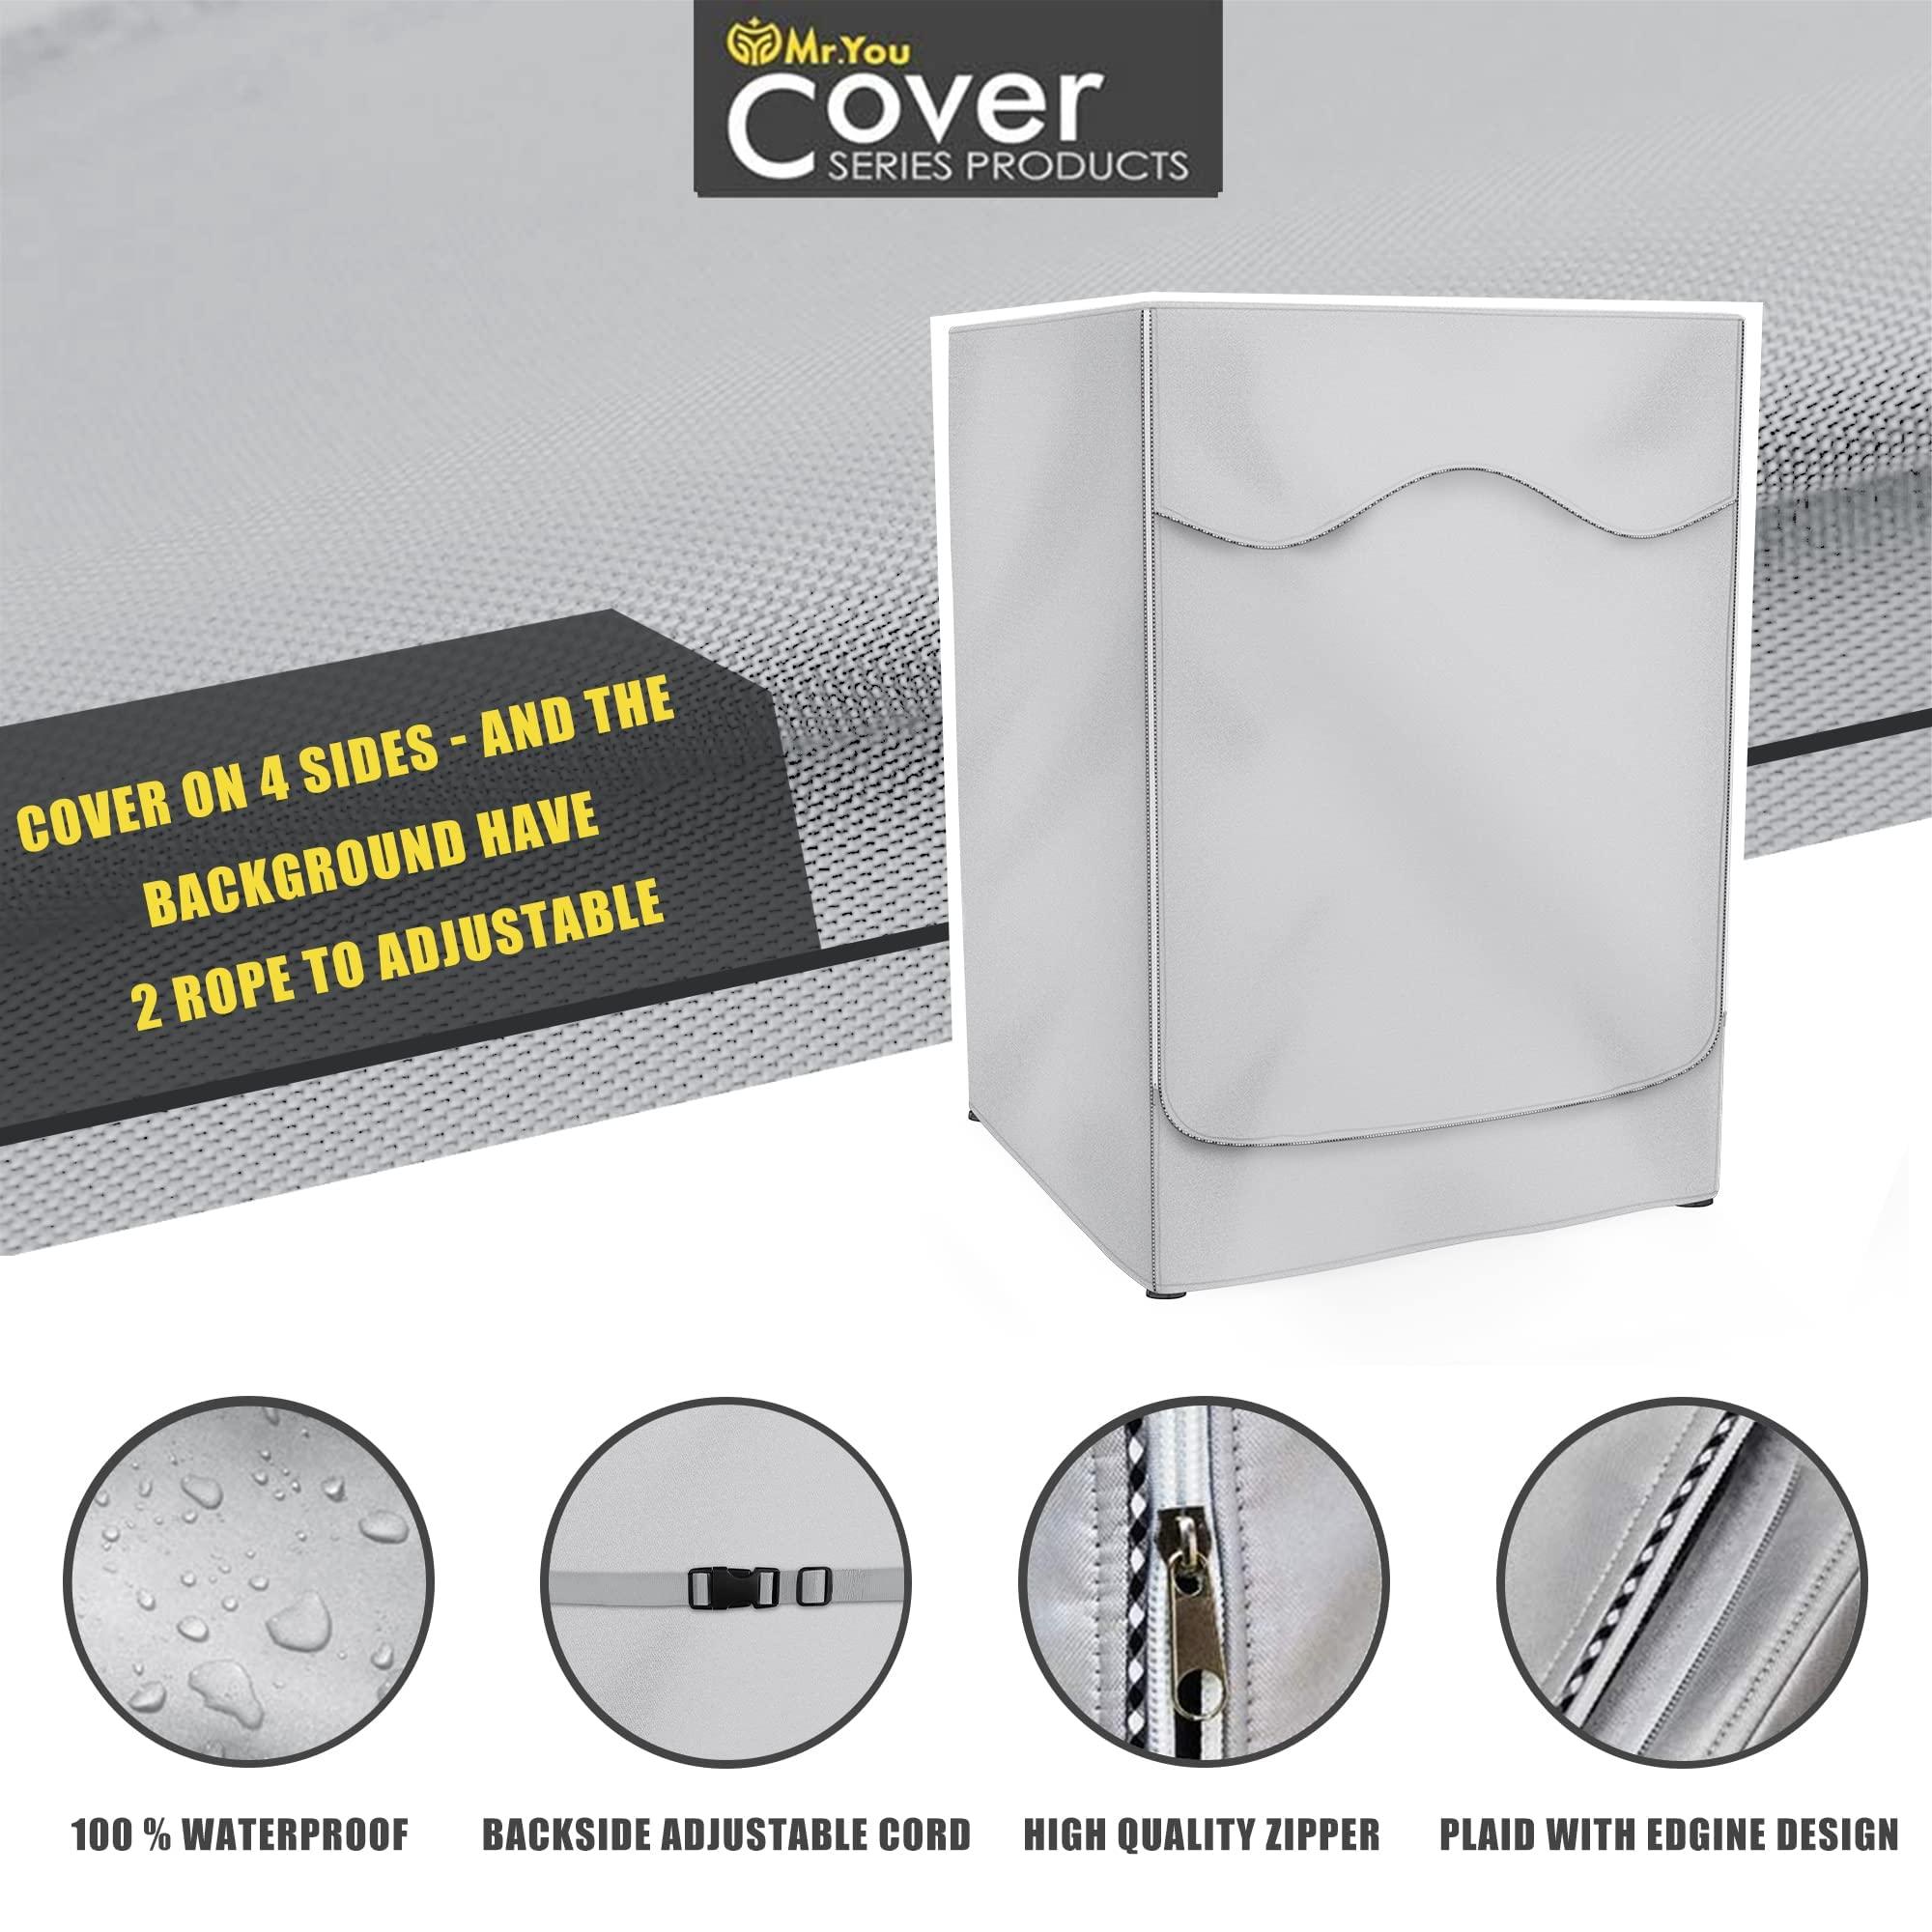 Mr.You
Cover
SERIES PRODUCTS
COVER ON 4 SIDES - AND THE
BACKGROUND HAVE
2 ROPE TO ADJUSTABLE
100 % WATERPROOF
BACKSIDE ADJUSTABLE CORD
HIGH QUALITY ZIPPER
PLAID WITH EDGINE DESIGN